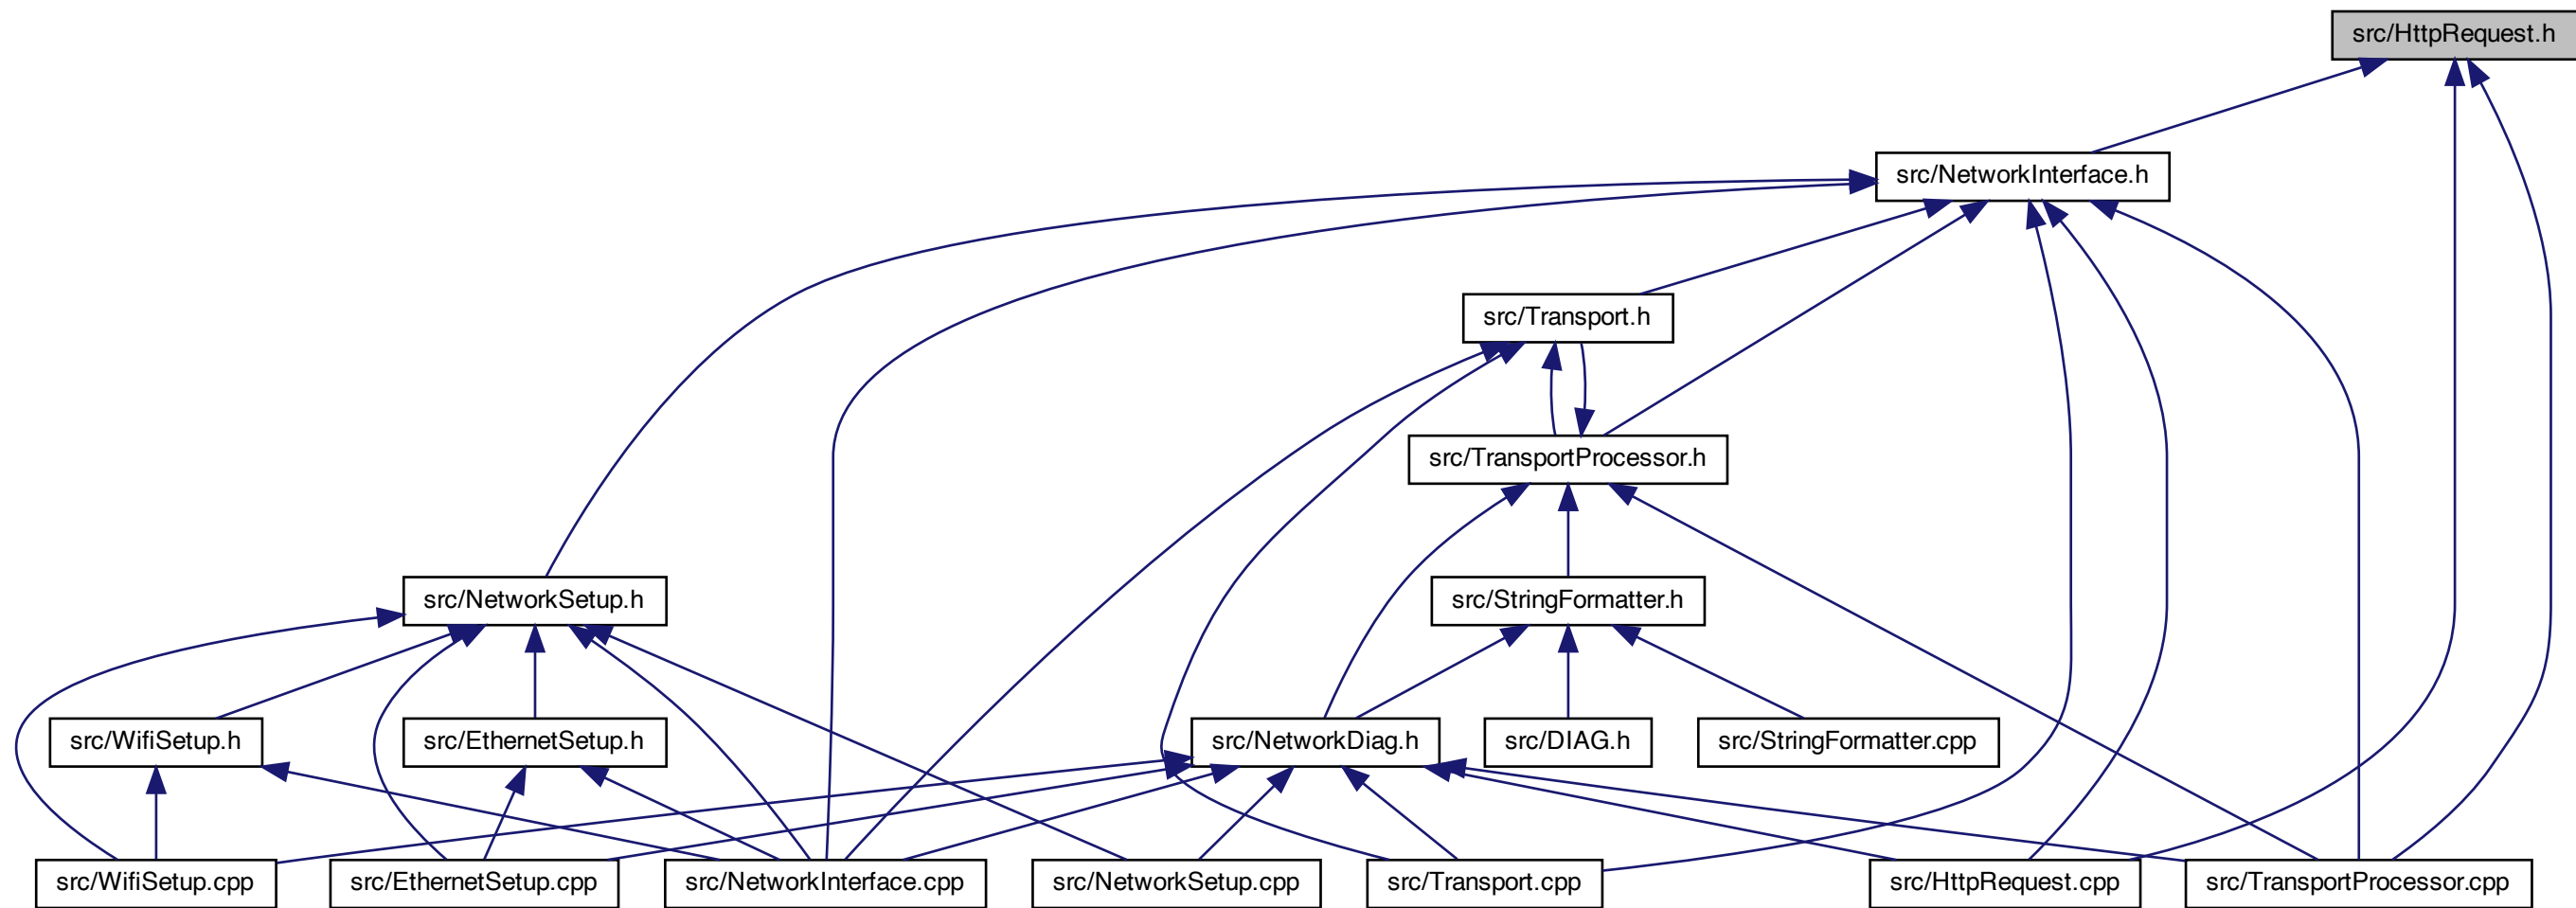 src/HttpRequest.h
src/NetworkInterface.h
src/Transport.h
src/TransportProcessor.h
src/NetworkSetup.h
src/StringFormatter.h
src/WifiSetup.h
src/EthernetSetup.h
src/NetworkDiag.h
src/DIAG.h
src/StringFormatter.cpp
src/WifiSetup.cpp
src/EthernetSetup.cpp
src/NetworkInterface.cpp
src/NetworkSetup.cpp
src/Transport.cpp
src/HttpRequest.cpp
src/TransportProcessor.cpp